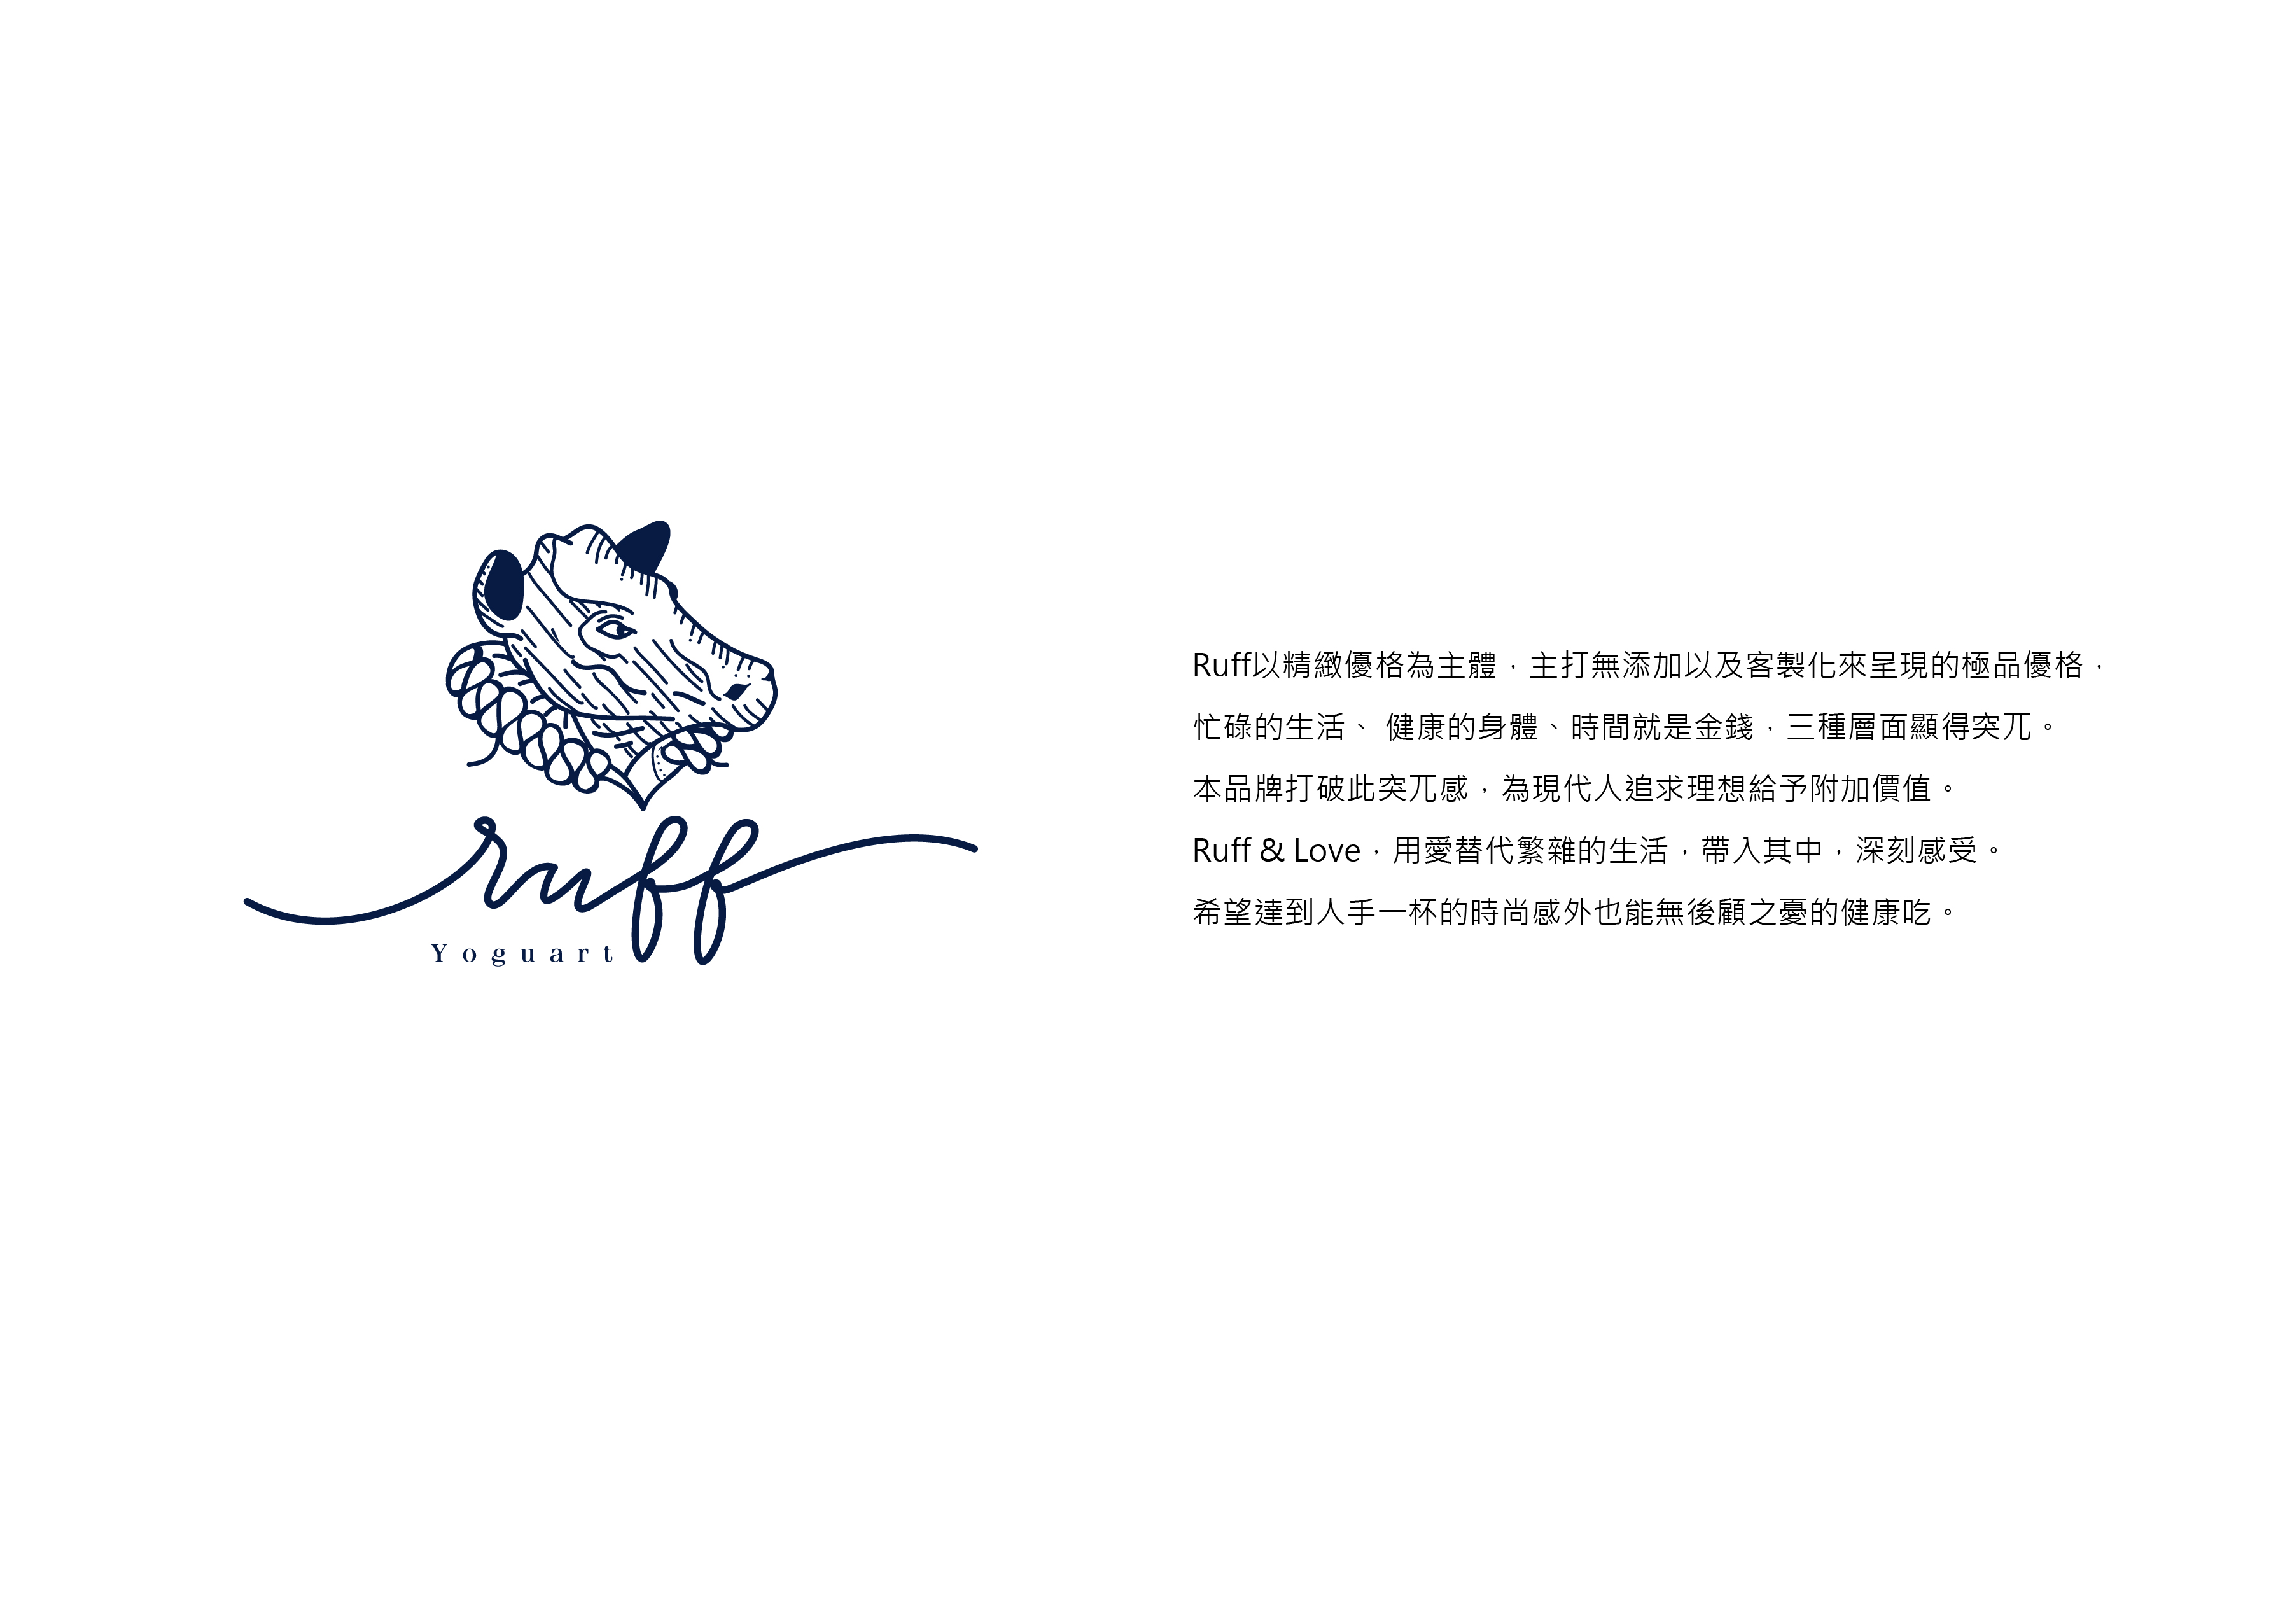 ruff
Yoguart
Ruff以精緻優格為主體，主打無添加以及客製化來呈現的極品優格，
忙碌的生活、 健康的身體、時間就是金錢，三種層面顯得突兀。
本品牌打破此突兀感，為現代人追求理想給予附加價值。
Ruff & Love，用愛替代繁雜的生活，帶入其中，深刻感受。
希望達到人手一杯的時尚感外也能無後顧之憂的健康吃。